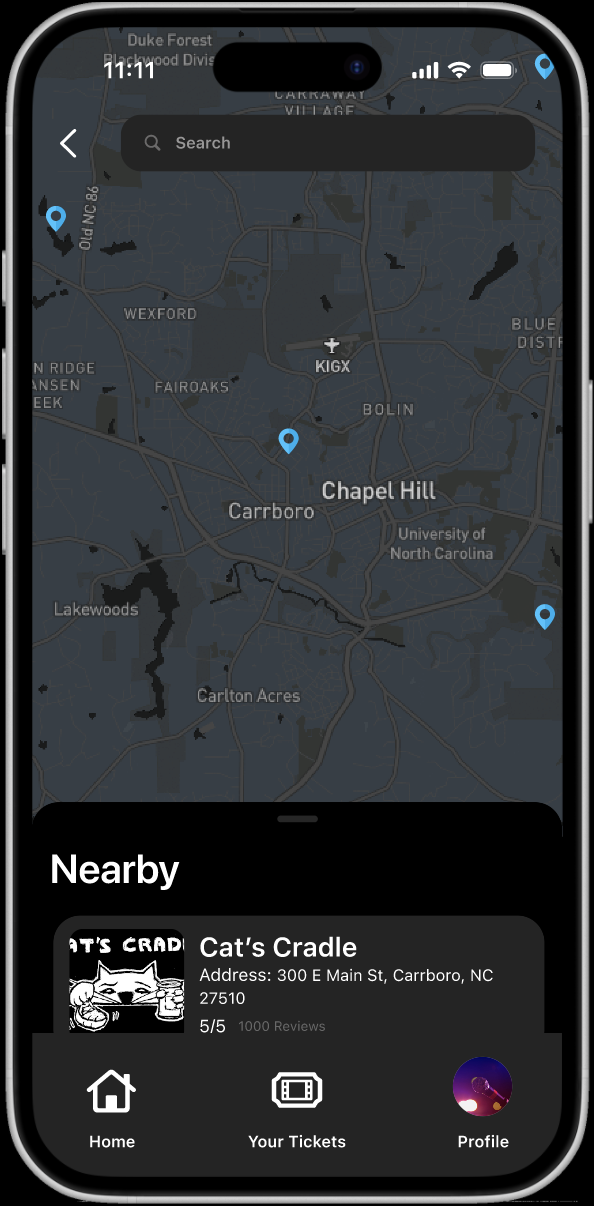 Duke Forest
Blackwood Divis
11:11
CARRAWAY
VILLAGE
Search
Old NC 86
WEXFORD
BLUE
DISTR
KIGX
N RIDGE
ANSEN
EEK
FAIROAKS
BOLIN
Chapel Hill
Carrboro
University of
North Carolina
Lakewoods
Carlton Acres
Nearby
AT'S CRADL
Cat's Cradle
Address: 300 E Main St, Carrboro, NC
27510
5/5 1000 Reviews
Home
Your Tickets
Profile